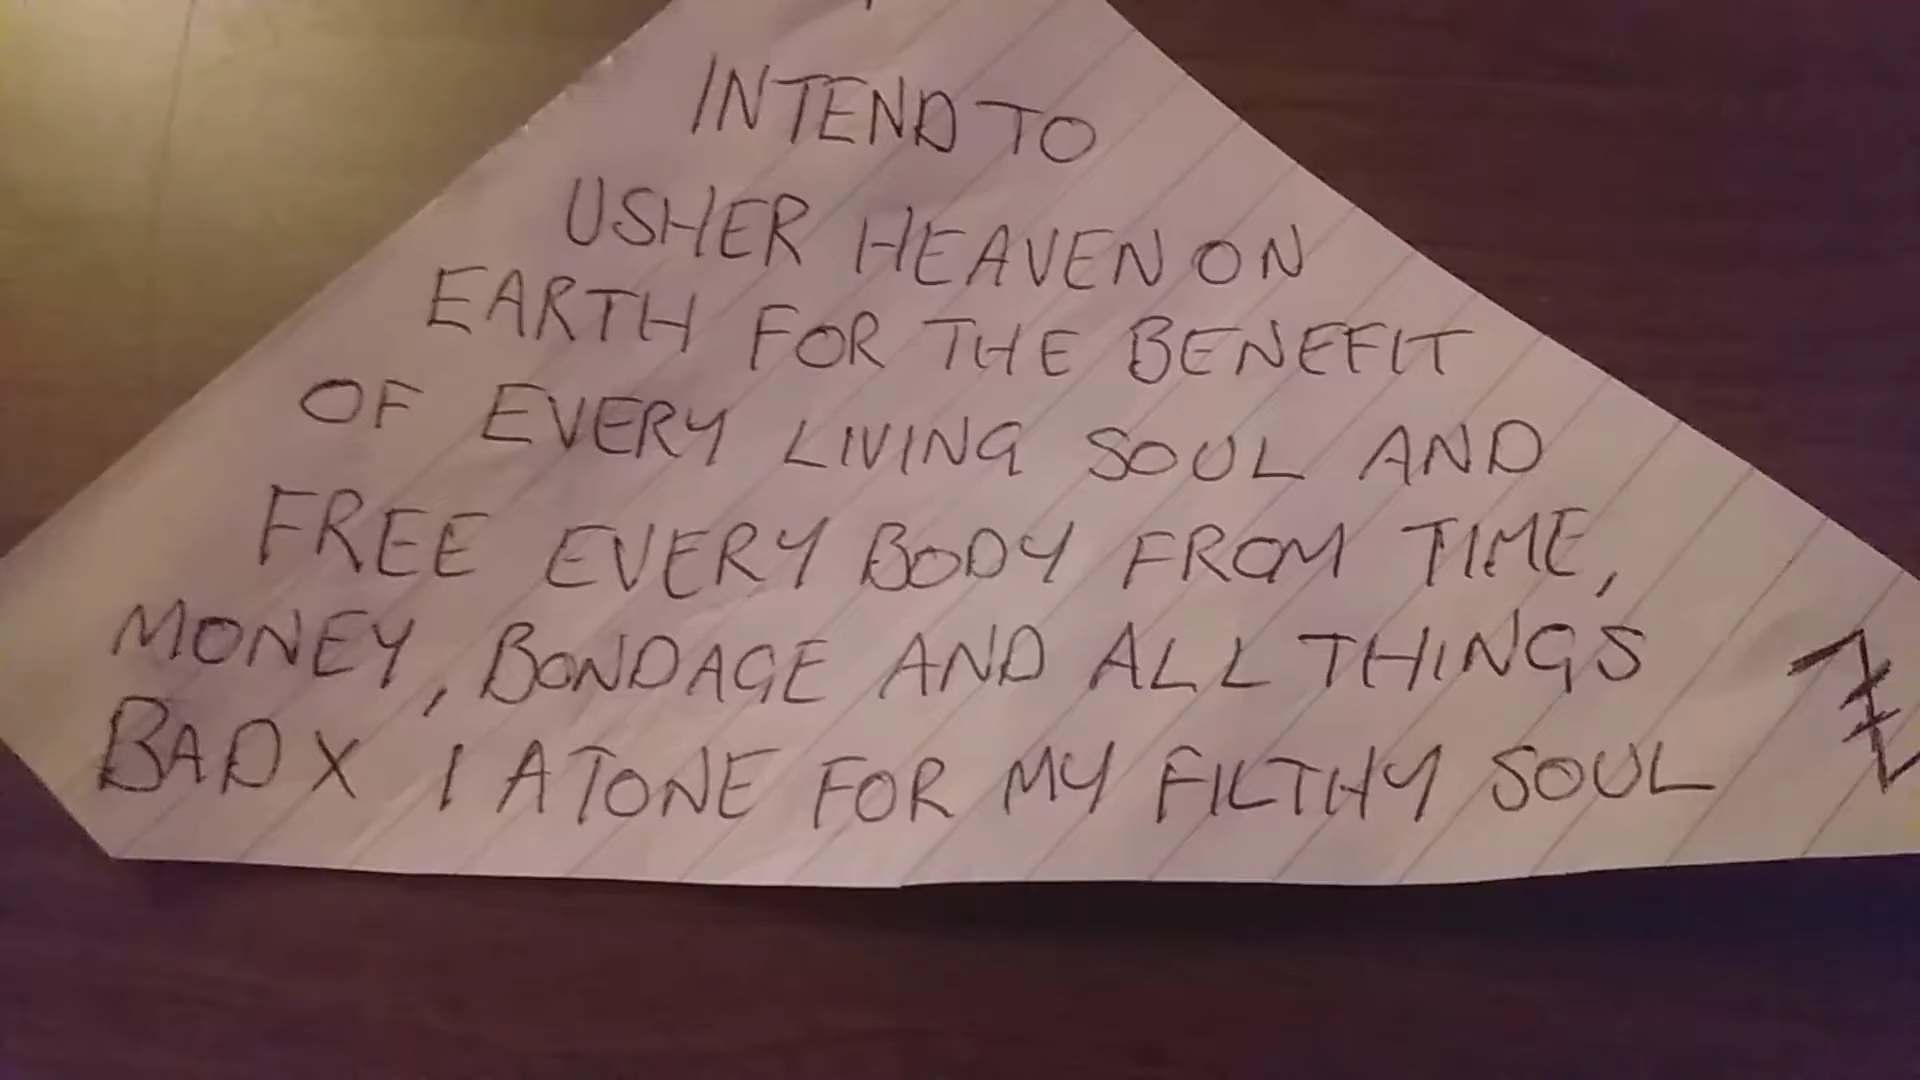 INTEND TO
USHER HEAVEN ON
EARTH FOR THE BENEFIT
OF EVERY LIVING SOUL AND
FREE EVERY BODY FROM TIME,
MONEY, BONDAGE AND ALL THINGS
BAD X I ATONE FOR MY FILTHY SOUL